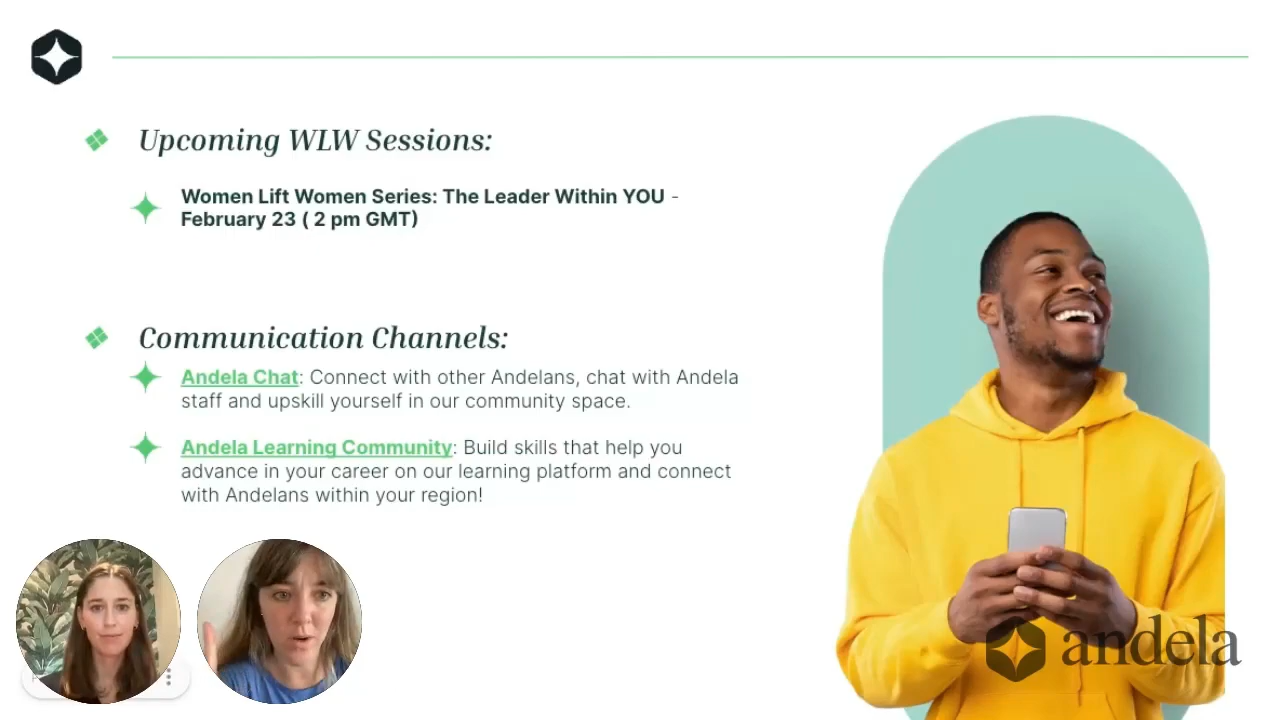 Upcoming WLW Sessions:
Women Lift Women Series: The Leader Within YOU -
February 23 ( 2 pm GMT)
Communication Channels:
Andela Chat: Connect with other Andelans, chat with Andela
staff and upskill yourself in our community space.
Andela Learning Community: Build skills that help you
advance in your career on our learning platform and connect
with Andelans within your region!
andela